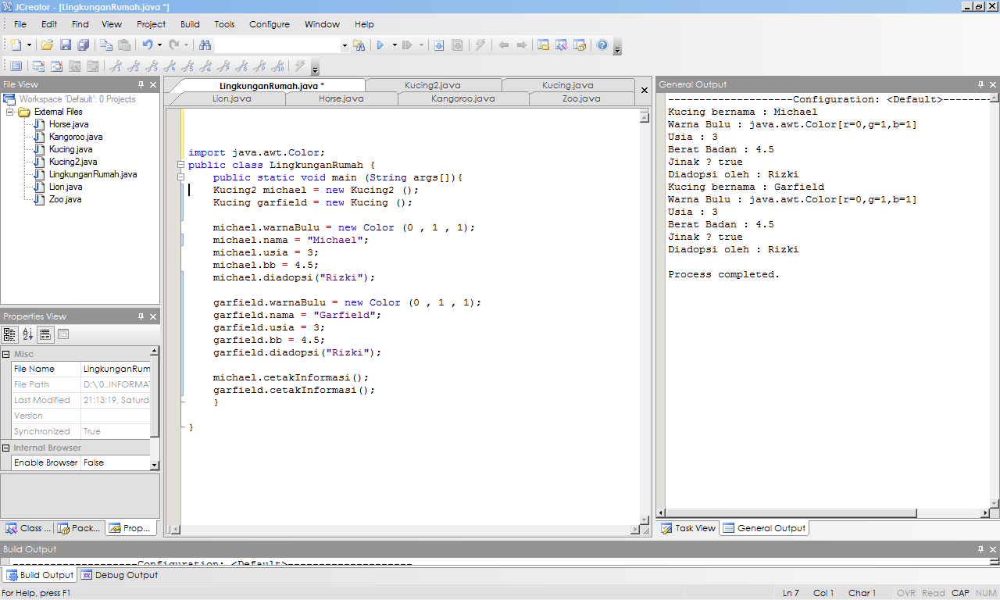 JCreator - [LingkunganRumah.java *]
File Edit Find View Project Build Tools Configure Window Help
File View
Workspace 'Default': 0 Projects
External Files
Horse.java
Kangoroo.java
Kucing.java
Kucing2.java
LingkunganRumah.java
Lion.java
Zoo.java
Properties View
Misc
File Name LingkunganRum
File Path D:\'0..INFORMA
Last Modified 21:13:19, Saturd
Version
Synchronized True
Internal Browser
Enable Browser False
Class ... Pack... Prop...
LingkunganRumah.java * Kucing2.java Kucing.java
Lion.java Horse.java Kangoroo.java Zoo.java
import java.awt.Color;
public class LingkunganRumah {
    public static void main (String args[]){
    Kucing2 michael = new Kucing2 ();
    Kucing garfield = new Kucing ();
    michael.warnaBulu = new Color (0 , 1 , 1);
    michael.nama = "Michael";
    michael.usia = 3;
    michael.bb = 4.5;
    michael.diadopsi("Rizki");
    garfield.warnaBulu = new Color (0 , 1 , 1);
    garfield.nama = "Garfield";
    garfield.usia = 3;
    garfield.bb = 4.5;
    garfield.diadopsi("Rizki");
    michael.cetakInformasi();
    garfield.cetakInformasi();
    }
}
General Output
--------------------Configuration: <Default>--------
Kucing bernama : Michael
Warna Bulu : java.awt.Color[r=0,g=1,b=1]
Usia : 3
Berat Badan : 4.5
Jinak ? true
Diadopsi oleh : Rizki
Kucing bernama : Garfield
Warna Bulu : java.awt.Color[r=0,g=1,b=1]
Usia : 3
Berat Badan : 4.5
Jinak ? true
Diadopsi oleh : Rizki
Process completed.
Task View General Output
Build Output
--------------------Configuration: <Default>--------------------
Build Output Debug Output
For Help, press F1
Ln 7 Col 1 Char 1 OVR Read CAP NUM